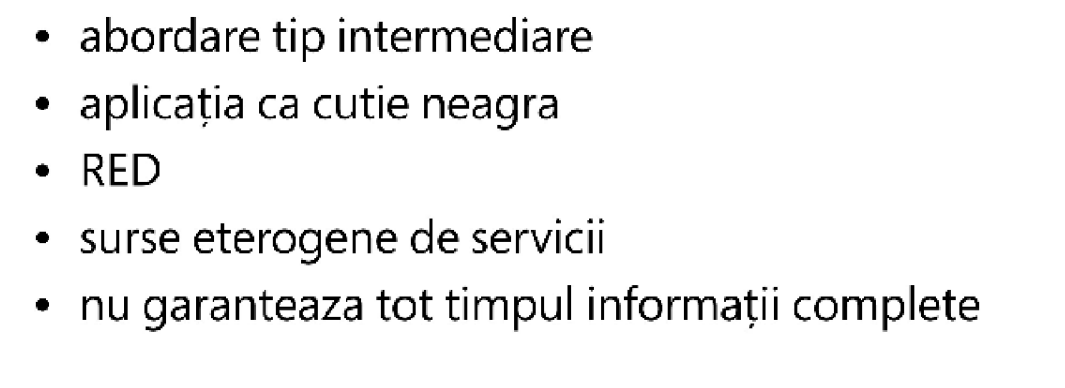 • abordare tip intermediare
• aplicația ca cutie neagra
• RED
• surse eterogene de servicii
• nu garanteaza tot timpul informații complete